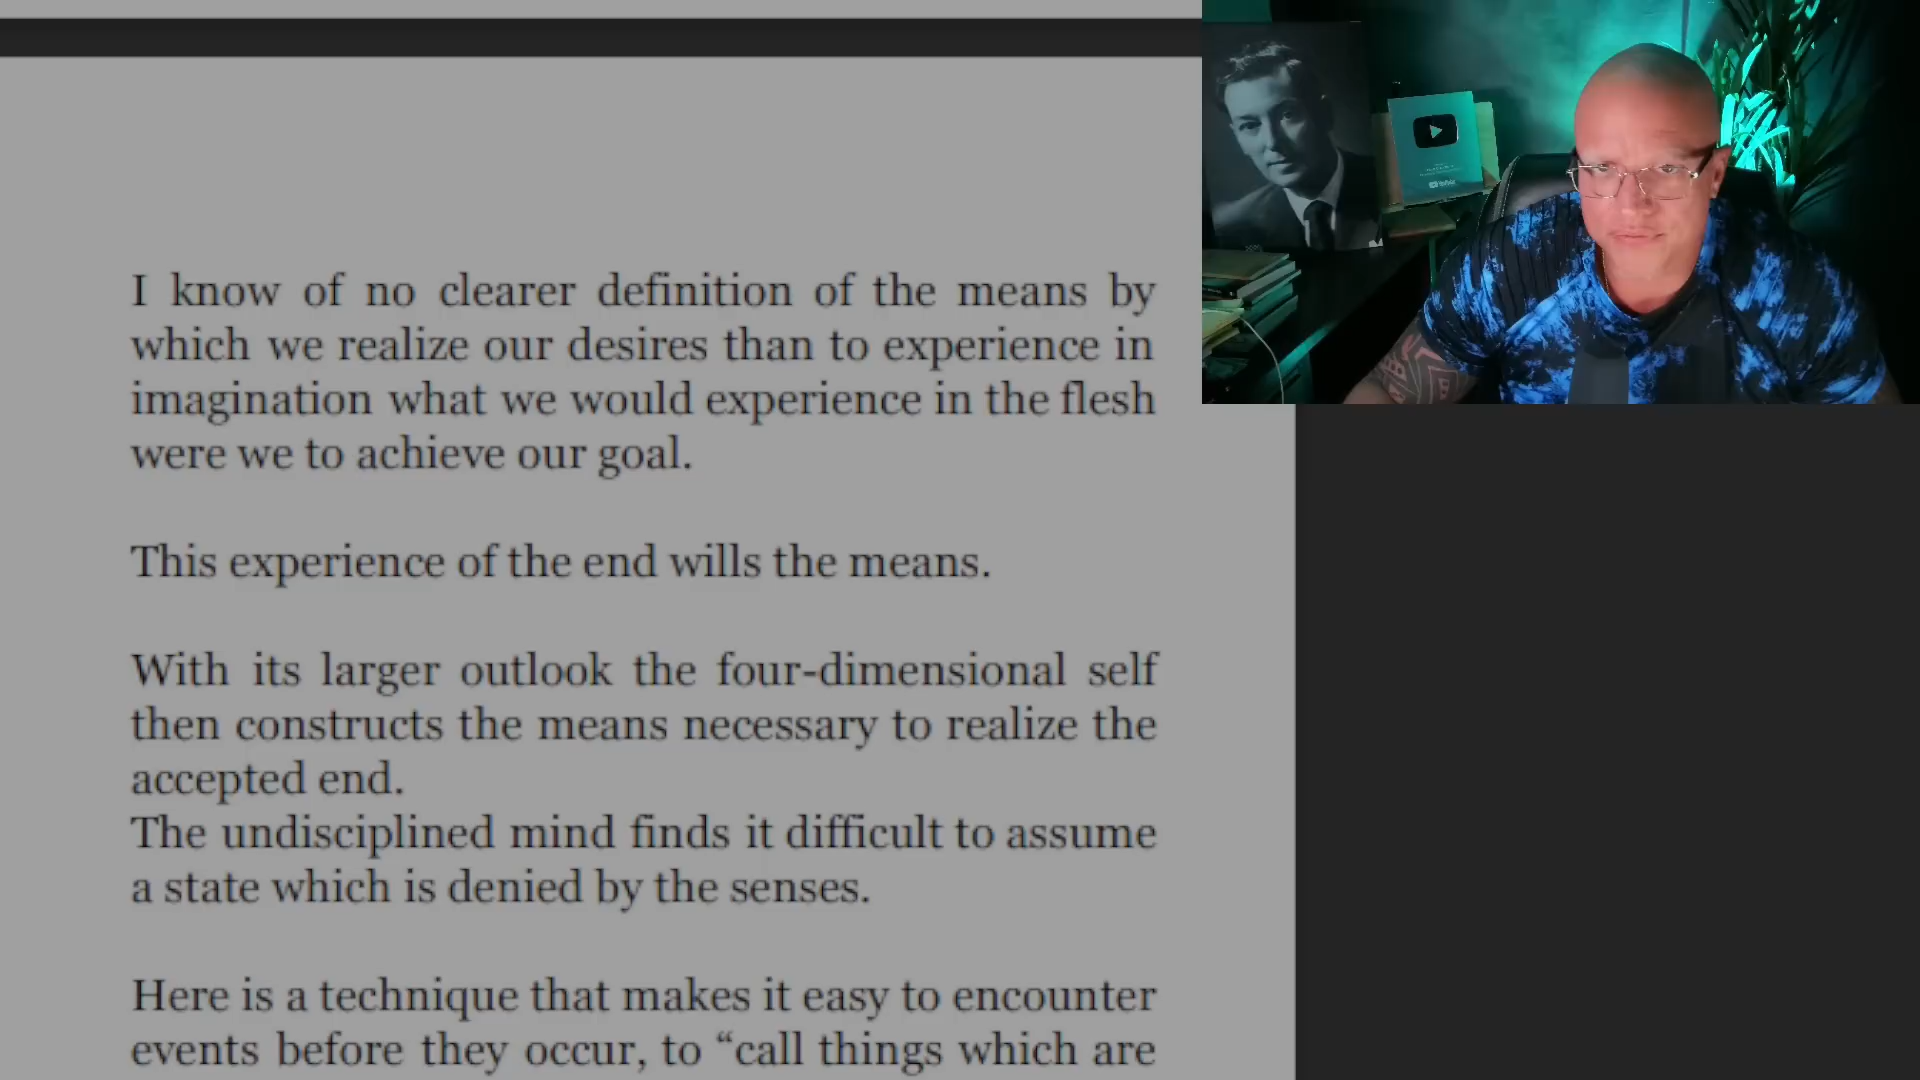 I know of no clearer definition of the means by
which we realize our desires than to experience in
imagination what we would experience in the flesh
were we to achieve our goal.
This experience of the end wills the means.
With its larger outlook the four-dimensional self
then constructs the means necessary to realize the
accepted end.
The undisciplined mind finds it difficult to assume
a state which is denied by the senses.
Here is a technique that makes it easy to encounter
events before they occur, to “call things which are